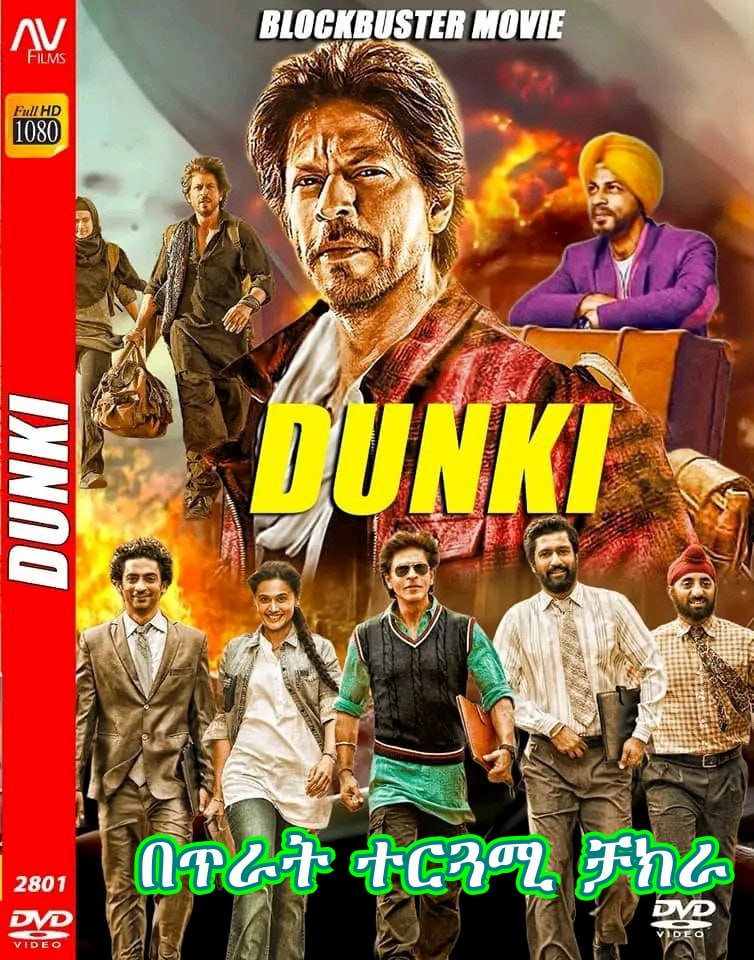 AV
FILMS
Full HD
1080
BLOCKBUSTER MOVIE
DUNKI
DUNKI
በጥራት ተርጓሚ ቻክራ
2801
DVD
VIDEO
DVD
VIDEO